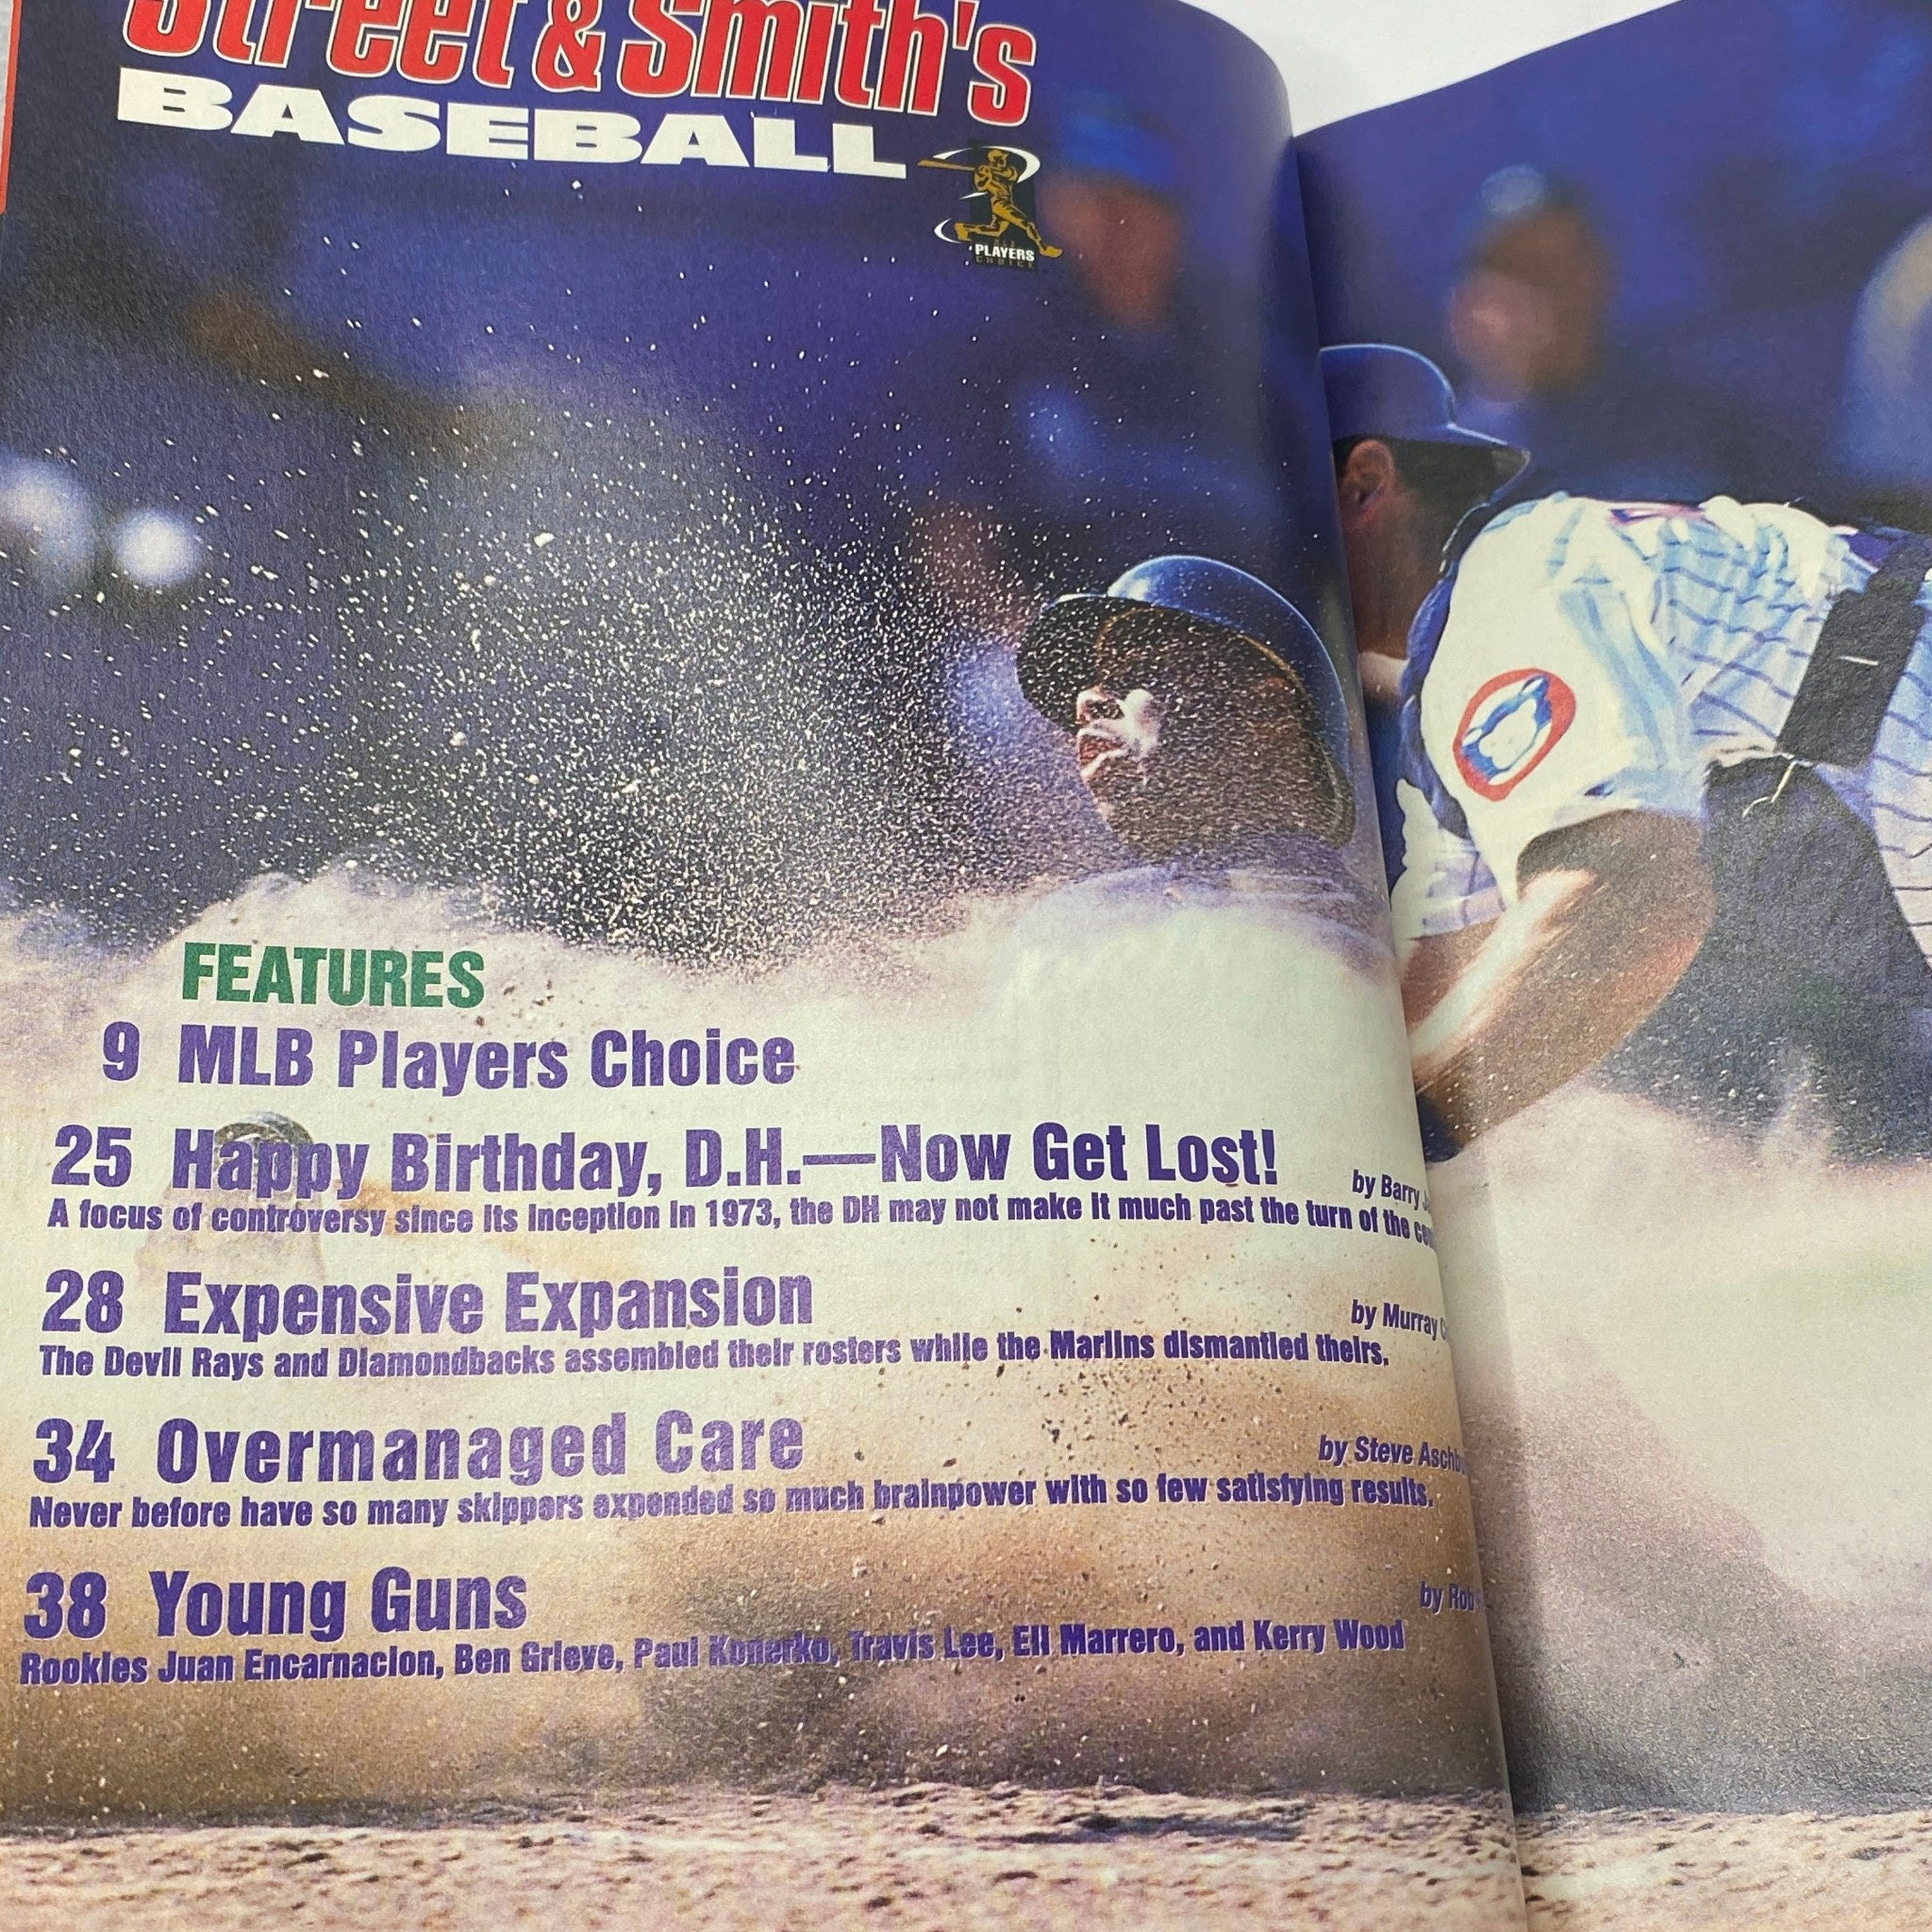 Street & Smith's
BASEBALL
PLAYERS
CHOICE
FEATURES
9 MLB Players Choice
25 Happy Birthday, D.H.—Now Get Lost!
by Barry
A focus of controversy since its inception in 1973, the DH may not make it much past the turn of the
28 Expensive Expansion
by Murray
The Devil Rays and Diamondbacks assembled their rosters while the Marlins dismantled theirs.
34 Overmanaged Care
by Steve
Never before have so many skippers expended so much brainpower with so few satisfying results.
38 Young Guns
by Rob
Rookies Juan Encarnacion, Ben Grieve, Paul Konerko, Travis Lee, Eli Marrero, and Kerry Wood